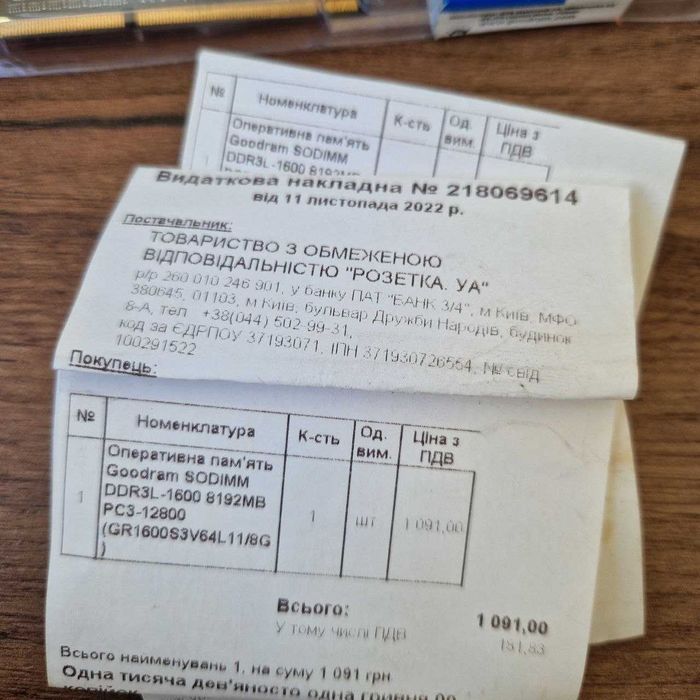 № Номенклатура К-сть Од. вим. Ціна з ПДВ
Оперативна пам'ять
Goodram SODIMM
DDR3L-1600 8192MB
Видаткова накладна № 218069614
від 11 листопада 2022 р.
Постачальник:
ТОВАРИСТВО З ОБМЕЖЕНОЮ
ВІДПОВІДАЛЬНІСТЮ "РОЗЕТКА. УА"
р/р 260 010 246 901, у банку ПАТ "БАНК 3/4", м Київ, МФО
380645, 01103, м Київ, бульвар Дружби Народів, будинок
8-А, тел +38(044) 502-99-31,
код за ЄДРПОУ 37193071, ІПН 371930726554, № свід
100291522
Покупець:
№ Номенклатура К-сть Од. вим. Ціна з ПДВ
1 Оперативна пам'ять
Goodram SODIMM
DDR3L-1600 8192MB
PC3-12800
(GR1600S3V64L11/8G
)
1 шт 1 091,00
Всього: 1 091,00
У тому числі ПДВ 181,83
Всього найменувань 1, на суму 1 091 грн.
Одна тисяча дев'яносто одна гривня 00